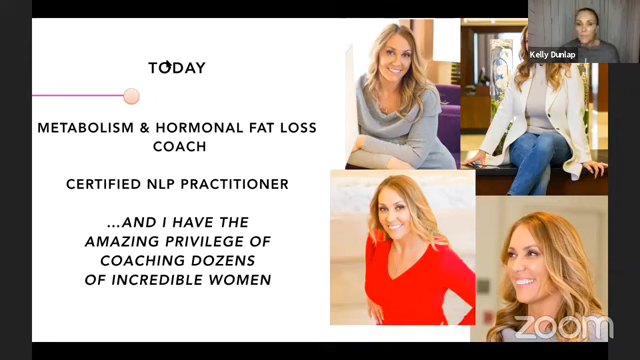 TODAY
METABOLISM & HORMONAL FAT LOSS
COACH
CERTIFIED NLP PRACTITIONER
...AND I HAVE THE
AMAZING PRIVILEGE OF
COACHING DOZENS
OF INCREDIBLE WOMEN
Kelly Dunlap
zoom